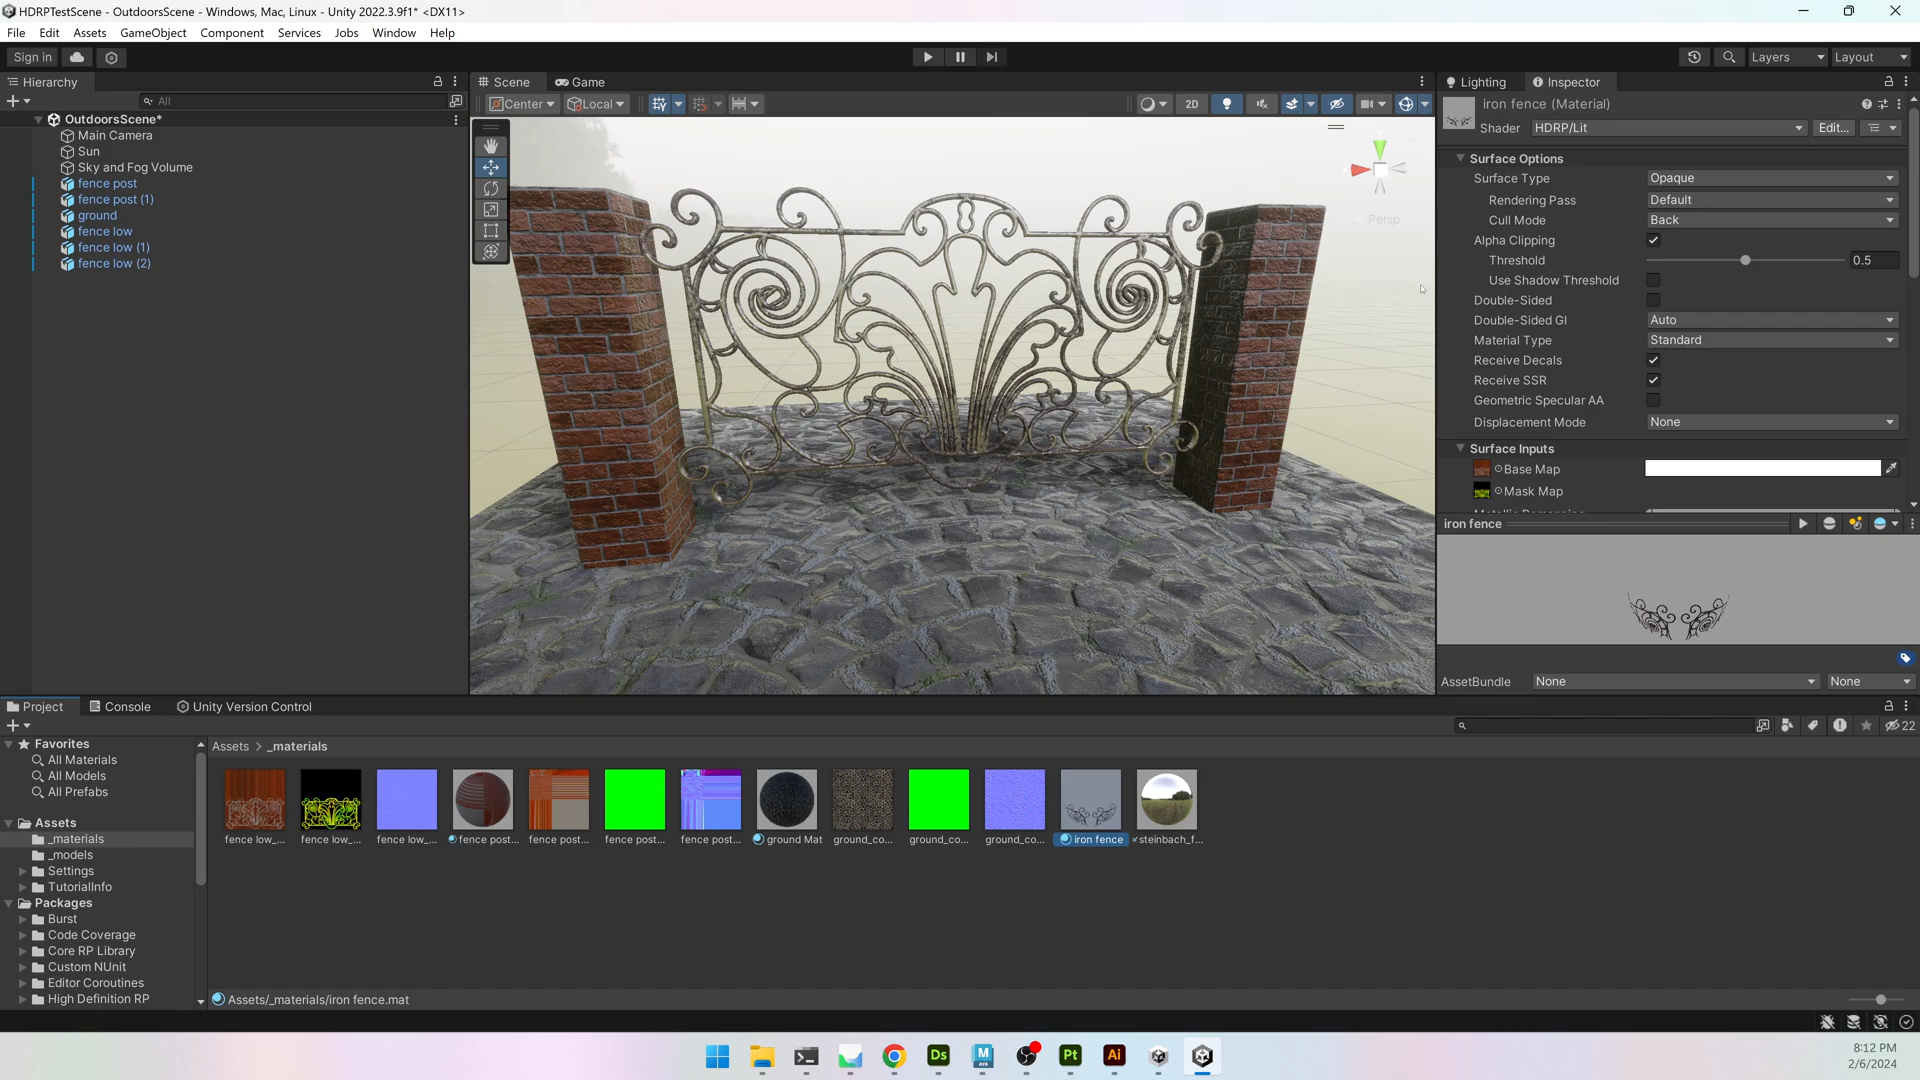 HDRPTestScene - OutdoorsScene - Windows, Mac, Linux - Unity 2022.3.9f1* <DX11>
File Edit Assets GameObject Component Services Jobs Window Help
Sign in
Layers
Layout
Hierarchy
All
OutdoorsScene*
Main Camera
Sun
Sky and Fog Volume
fence post
fence post (1)
ground
fence low
fence low (1)
fence low (2)
Scene
Game
Center
Local
2D
y
x
Persp
Lighting
Inspector
iron fence (Material)
Shader
HDRP/Lit
Edit...
Surface Options
Surface Type
Opaque
Rendering Pass
Default
Cull Mode
Back
Alpha Clipping
Threshold
0.5
Use Shadow Threshold
Double-Sided
Double-Sided GI
Auto
Material Type
Standard
Receive Decals
Receive SSR
Geometric Specular AA
Displacement Mode
None
Surface Inputs
Base Map
Mask Map
iron fence
AssetBundle
None
None
Project
Console
Unity Version Control
22
Favorites
All Materials
All Models
All Prefabs
Assets
_materials
_models
Settings
TutorialInfo
Packages
Burst
Code Coverage
Core RP Library
Custom NUnit
Editor Coroutines
High Definition RP
Assets > _materials
fence low_...
fence low_...
fence low_...
fence post...
fence post...
fence post...
fence post...
ground Mat
ground_co...
ground_co...
ground_co...
iron fence
steinbach_f...
Assets/_materials/iron fence.mat
Ds
M
Pt
Ai
8:12 PM
2/6/2024